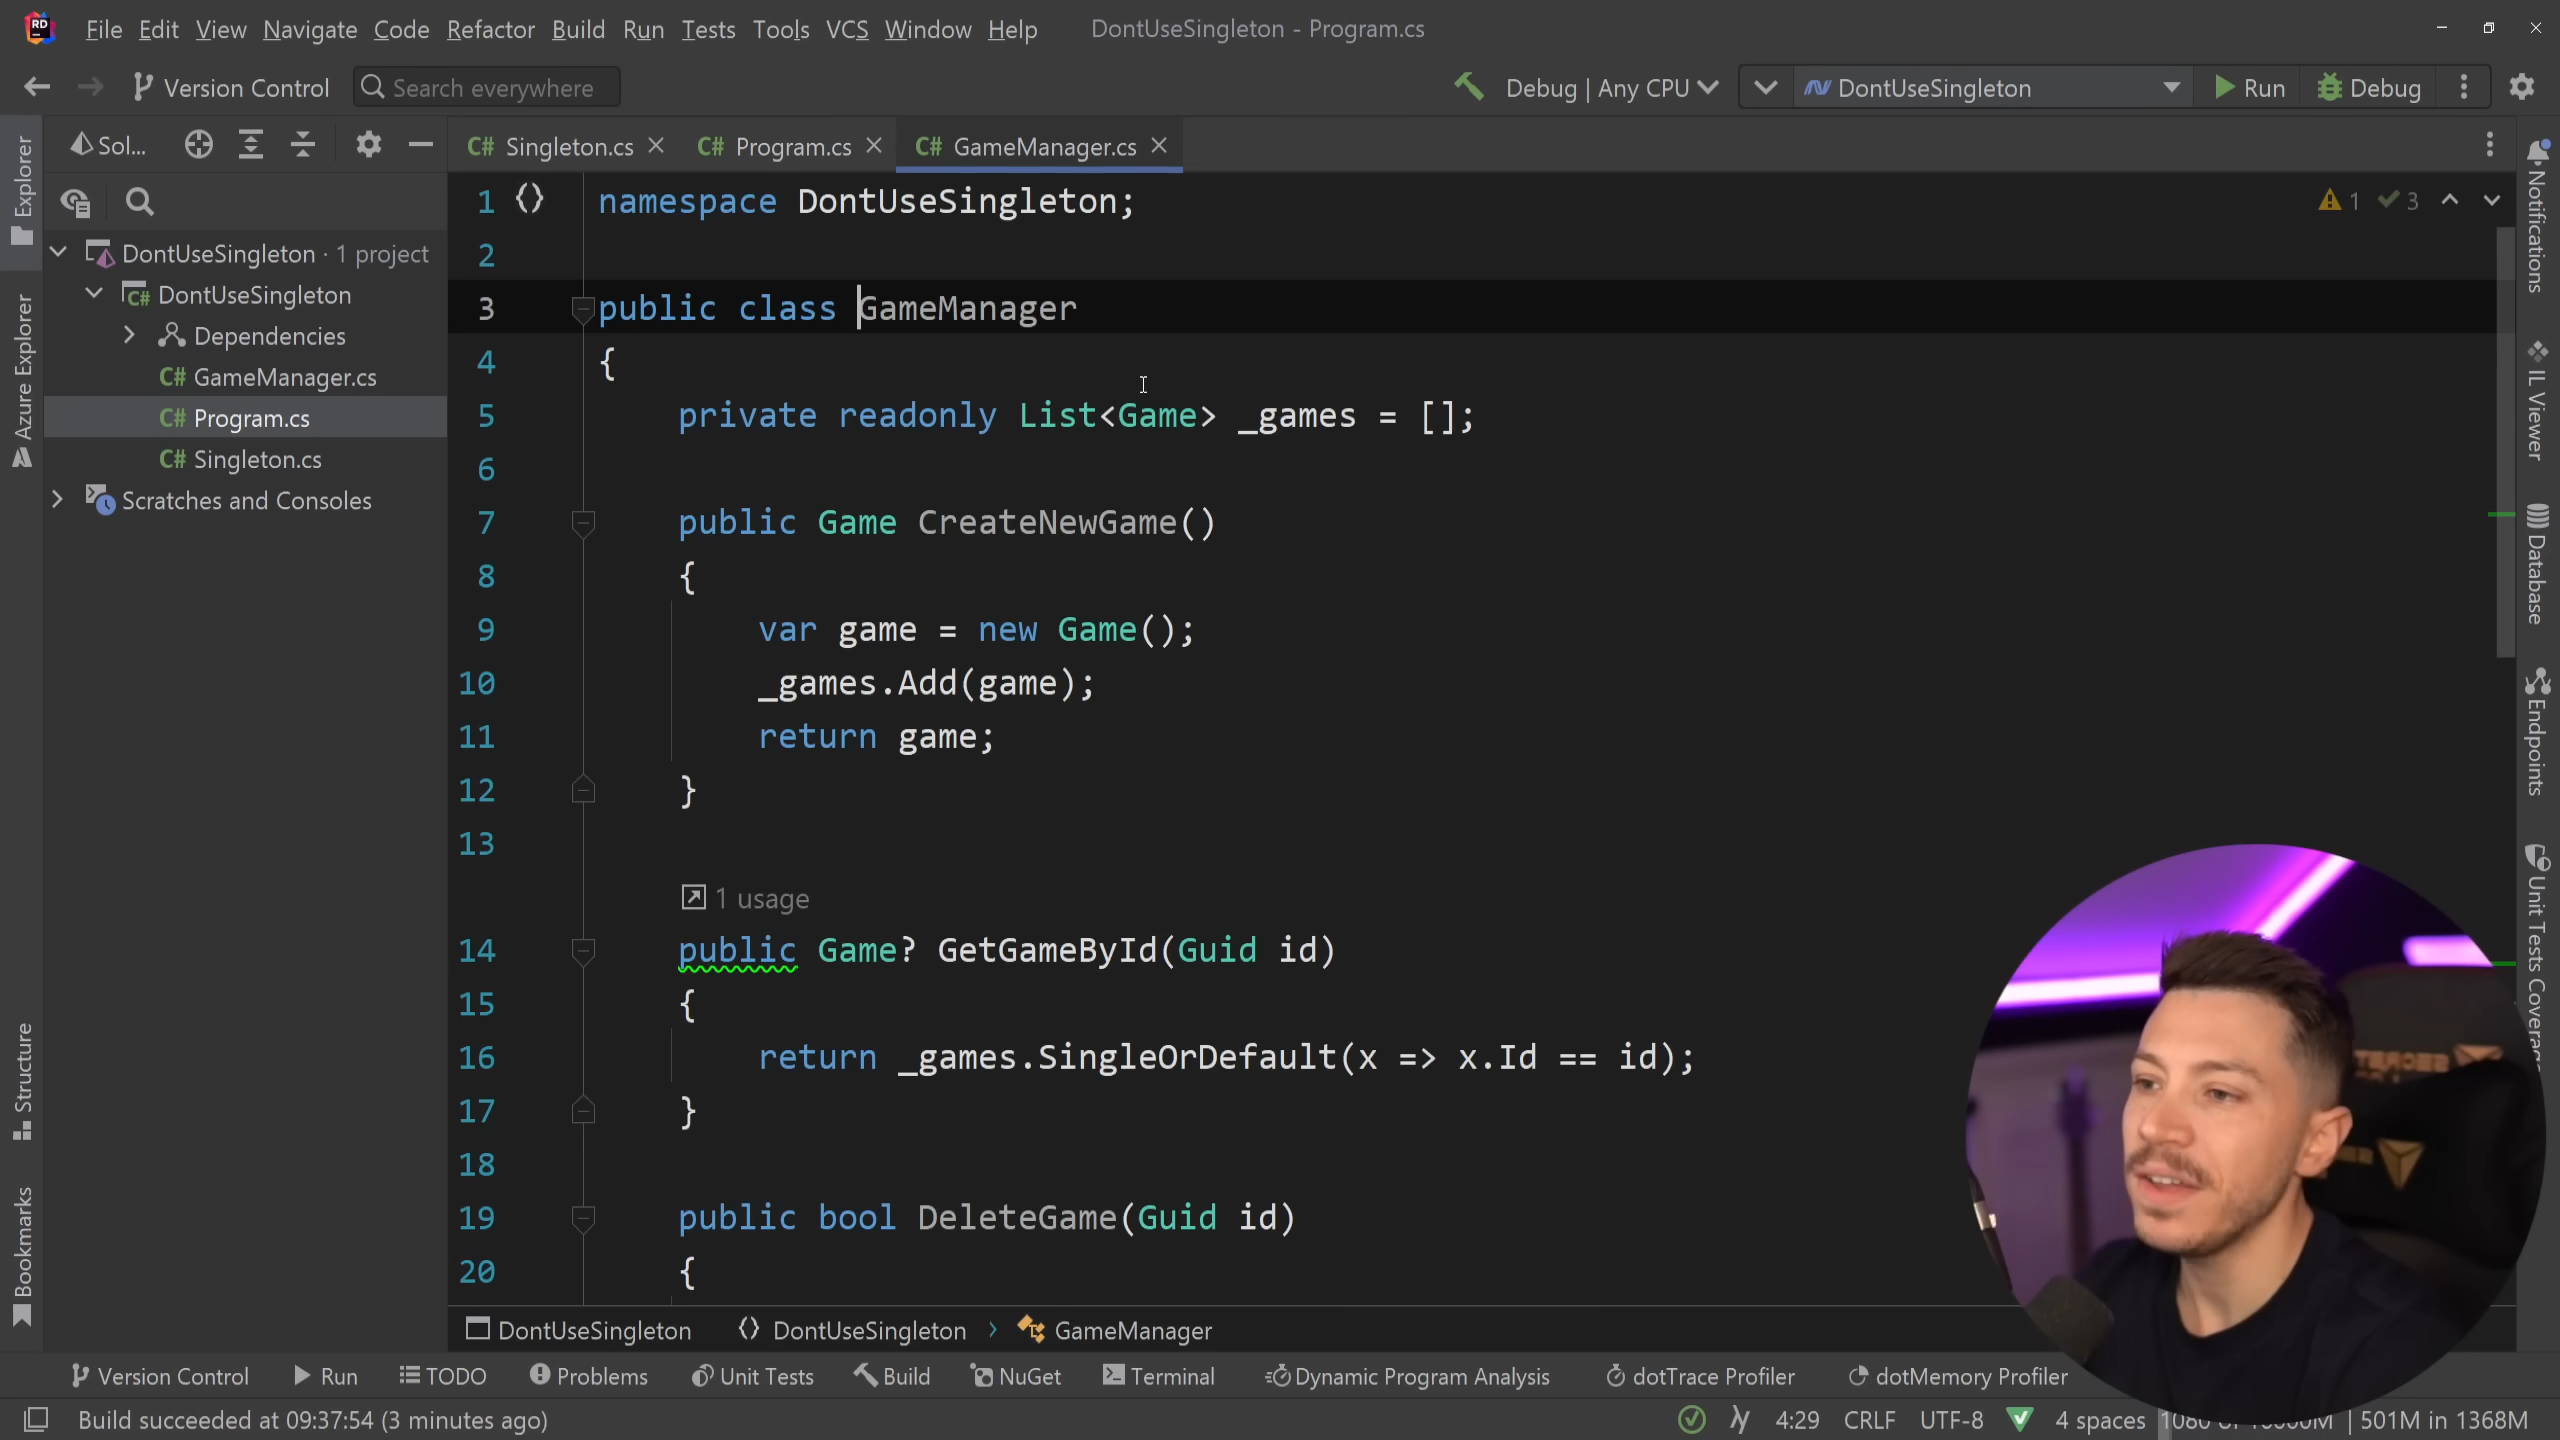 RD File Edit View Navigate Code Refactor Build Run Tests Tools VCS Window Help DontUseSingleton - Program.cs
Version Control Search everywhere Debug | Any CPU DontUseSingleton Run Debug
Sol... C# Singleton.cs C# Program.cs C# GameManager.cs
Explorer
Azure Explorer
Structure
Bookmarks
DontUseSingleton · 1 project
C# DontUseSingleton
Dependencies
C# GameManager.cs
C# Program.cs
C# Singleton.cs
Scratches and Consoles
1 {} namespace DontUseSingleton; 1 3
2
3 public class GameManager
4 {
5 private readonly List<Game> _games = [];
6
7 public Game CreateNewGame()
8 {
9 var game = new Game();
10 _games.Add(game);
11 return game;
12 }
13
1 usage
14 public Game? GetGameById(Guid id)
15 {
16 return _games.SingleOrDefault(x => x.Id == id);
17 }
18
19 public bool DeleteGame(Guid id)
20 {
Notifications
IL Viewer
Database
Endpoints
Unit Tests Coverage
DontUseSingleton {} DontUseSingleton › GameManager
Version Control Run TODO Problems Unit Tests Build NuGet Terminal Dynamic Program Analysis dotTrace Profiler dotMemory Profiler
Build succeeded at 09:37:54 (3 minutes ago) 4:29 CRLF UTF-8 4 spaces | 501M in 1368M